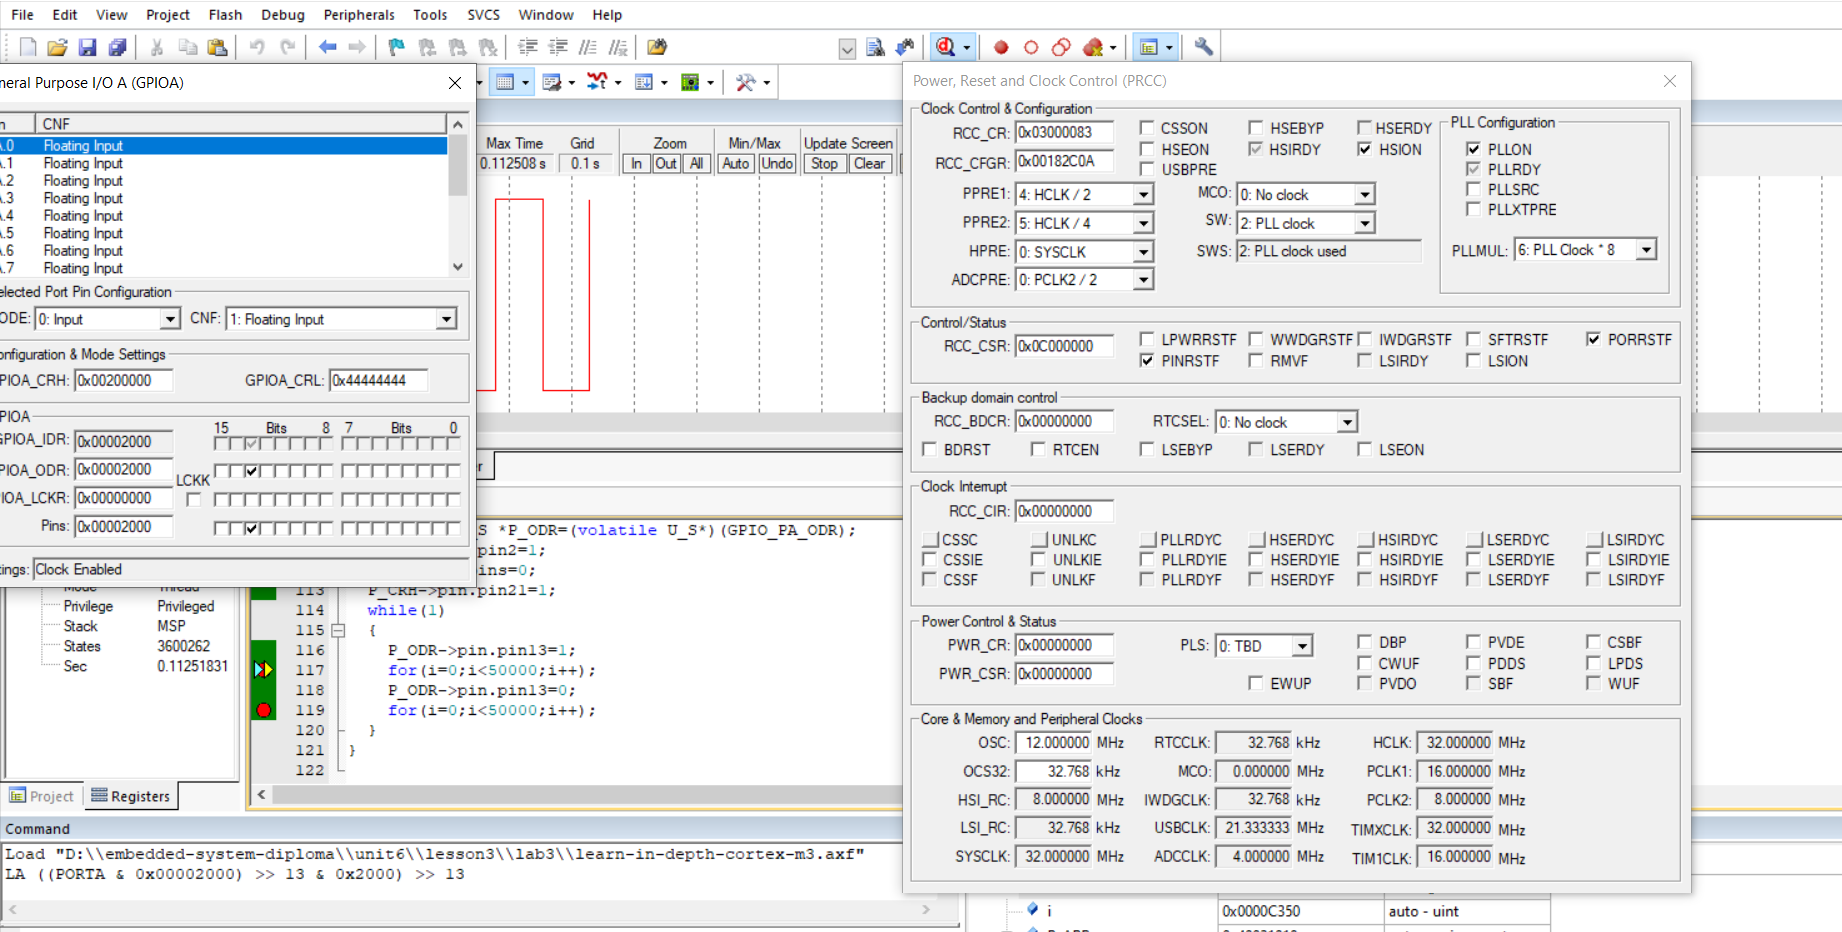 File Edit View Project Flash Debug Peripherals Tools SVCS Window Help
neral Purpose I/O A (GPIOA)
n CNF
A.0 Floating Input
A.1 Floating Input
A.2 Floating Input
A.3 Floating Input
A.4 Floating Input
A.5 Floating Input
A.6 Floating Input
A.7 Floating Input
elected Port Pin Configuration
ODE: 0: Input CNF: 1: Floating Input
onfiguration & Mode Settings
PIOA_CRH: 0x00200000 GPIOA_CRL: 0x44444444
PIOA
15 Bits 8 7 Bits 0
GPIOA_IDR: 0x00002000
PIOA_ODR: 0x00002000
LCKK
IOA_LCKR: 0x00000000
Pins: 0x00002000
tings: Clock Enabled
Max Time Grid Zoom Min/Max Update Screen
0.112508 s 0.1 s In Out All Auto Undo Stop Clear
r
S *P_ODR=(volatile U_S*)(GPIO_PA_ODR);
pin2=1;
ins=0;
113 P_CRH->pin.pin21=1;
114 while(1)
115 {
116 P_ODR->pin.pin13=1;
117 for(i=0;i<50000;i++);
118 P_ODR->pin.pin13=0;
119 for(i=0;i<50000;i++);
120 }
121 }
122
Mode Thread
Privilege Privileged
Stack MSP
States 3600262
Sec 0.11251831
Project Registers
Command
Load "D:\\embedded-system-diploma\\unit6\\lesson3\\lab3\\learn-in-depth-cortex-m3.axf"
LA ((PORTA & 0x00002000) >> 13 & 0x2000) >> 13
Power, Reset and Clock Control (PRCC)
Clock Control & Configuration
RCC_CR: 0x03000083 CSSON HSEBYP HSERDY
HSEON HSIRDY HSION
RCC_CFGR: 0x00182C0A USBPRE
PPRE1: 4: HCLK / 2 MCO: 0: No clock
PPRE2: 5: HCLK / 4 SW: 2: PLL clock
HPRE: 0: SYSCLK SWS: 2: PLL clock used
ADCPRE: 0: PCLK2 / 2
PLL Configuration
PLLON
PLLRDY
PLLSRC
PLLXTPRE
PLLMUL: 6: PLL Clock * 8
Control/Status
RCC_CSR: 0x0C000000 LPWRRSTF WWDGRSTF IWDGRSTF SFTRSTF PORRSTF
PINRSTF RMVF LSIRDY LSION
Backup domain control
RCC_BDCR: 0x00000000 RTCSEL: 0: No clock
BDRST RTCEN LSEBYP LSERDY LSEON
Clock Interrupt
RCC_CIR: 0x00000000
CSSC UNLKC PLLRDYC HSERDYC HSIRDYC LSERDYC LSIRDYC
CSSIE UNLKIE PLLRDYIE HSERDYIE HSIRDYIE LSERDYIE LSIRDYIE
CSSF UNLKF PLLRDYF HSERDYF HSIRDYF LSERDYF LSIRDYF
Power Control & Status
PWR_CR: 0x00000000 PLS: 0: TBD DBP PVDE CSBF
CWUF PDDS LPDS
PWR_CSR: 0x00000000 EWUP PVDO SBF WUF
Core & Memory and Peripheral Clocks
OSC: 12.000000 MHz RTCCLK: 32.768 kHz HCLK: 32.000000 MHz
OCS32: 32.768 kHz MCO: 0.000000 MHz PCLK1: 16.000000 MHz
HSI_RC: 8.000000 MHz IWDGCLK: 32.768 kHz PCLK2: 8.000000 MHz
LSI_RC: 32.768 kHz USBCLK: 21.333333 MHz TIMXCLK: 32.000000 MHz
SYSCLK: 32.000000 MHz ADCCLK: 4.000000 MHz TIM1CLK: 16.000000 MHz
i 0x0000C350 auto - uint